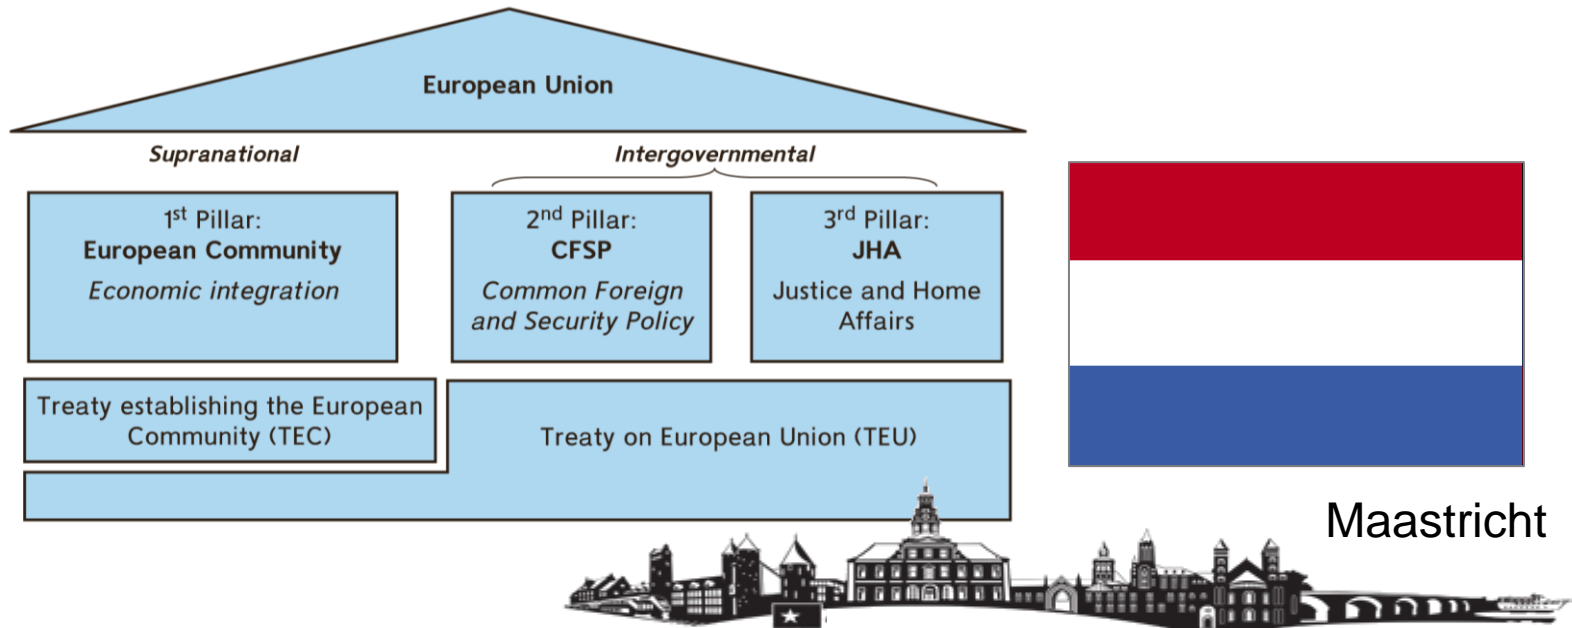 European Union
Supranational
Intergovernmental
1st Pillar:
European Community
Economic integration
2nd Pillar:
CFSP
Common Foreign
and Security Policy
3rd Pillar:
JHA
Justice and Home
Affairs
Treaty establishing the European
Community (TEC)
Treaty on European Union (TEU)
Maastricht